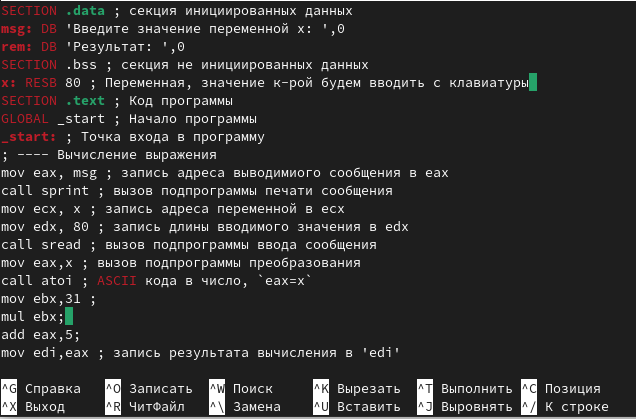 SECTION .data ; секция инициированных данных
msg: DB 'Введите значение переменной x: ',0
rem: DB 'Результат: ',0
SECTION .bss ; секция не инициированных данных
x: RESB 80 ; Переменная, значение к-рой будем вводить с клавиатуры
SECTION .text ; Код программы
GLOBAL _start ; Начало программы
_start: ; Точка входа в программу
; ---- Вычисление выражения
mov eax, msg ; запись адреса выводимиого сообщения в eax
call sprint ; вызов подпрограммы печати сообщения
mov ecx, x ; запись адреса переменной в ecx
mov edx, 80 ; запись длины вводимого значения в edx
call sread ; вызов подпрограммы ввода сообщения
mov eax,x ; вызов подпрограммы преобразования
call atoi ; ASCII кода в число, `eax=x`
mov ebx,31 ;
mul ebx;
add eax,5;
mov edi,eax ; запись результата вычисления в 'edi'
^G Справка ^O Записать ^W Поиск ^K Вырезать ^T Выполнить ^C Позиция
^X Выход ^R ЧитФайл ^\ Замена ^U Вставить ^J Выровнять ^/ К строке